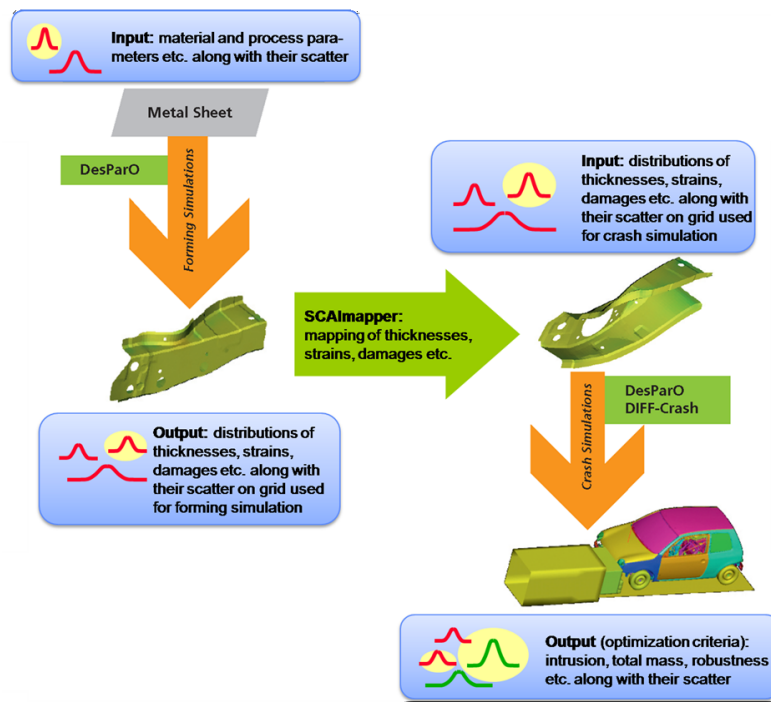 Input: material and process para-
meters etc. along with their scatter
Metal Sheet
DesParO
Forming Simulations
Input: distributions of
thicknesses, strains,
damages etc. along with
their scatter on grid used
for crash simulation
SCAImapper:
mapping of thicknesses,
strains, damages etc.
Output: distributions of
thicknesses, strains,
damages etc. along with
their scatter on grid used
for forming simulation
DesParO
DIFF-Crash
Crash Simulations
Output (optimization criteria):
intrusion, total mass, robustness
etc. along with their scatter